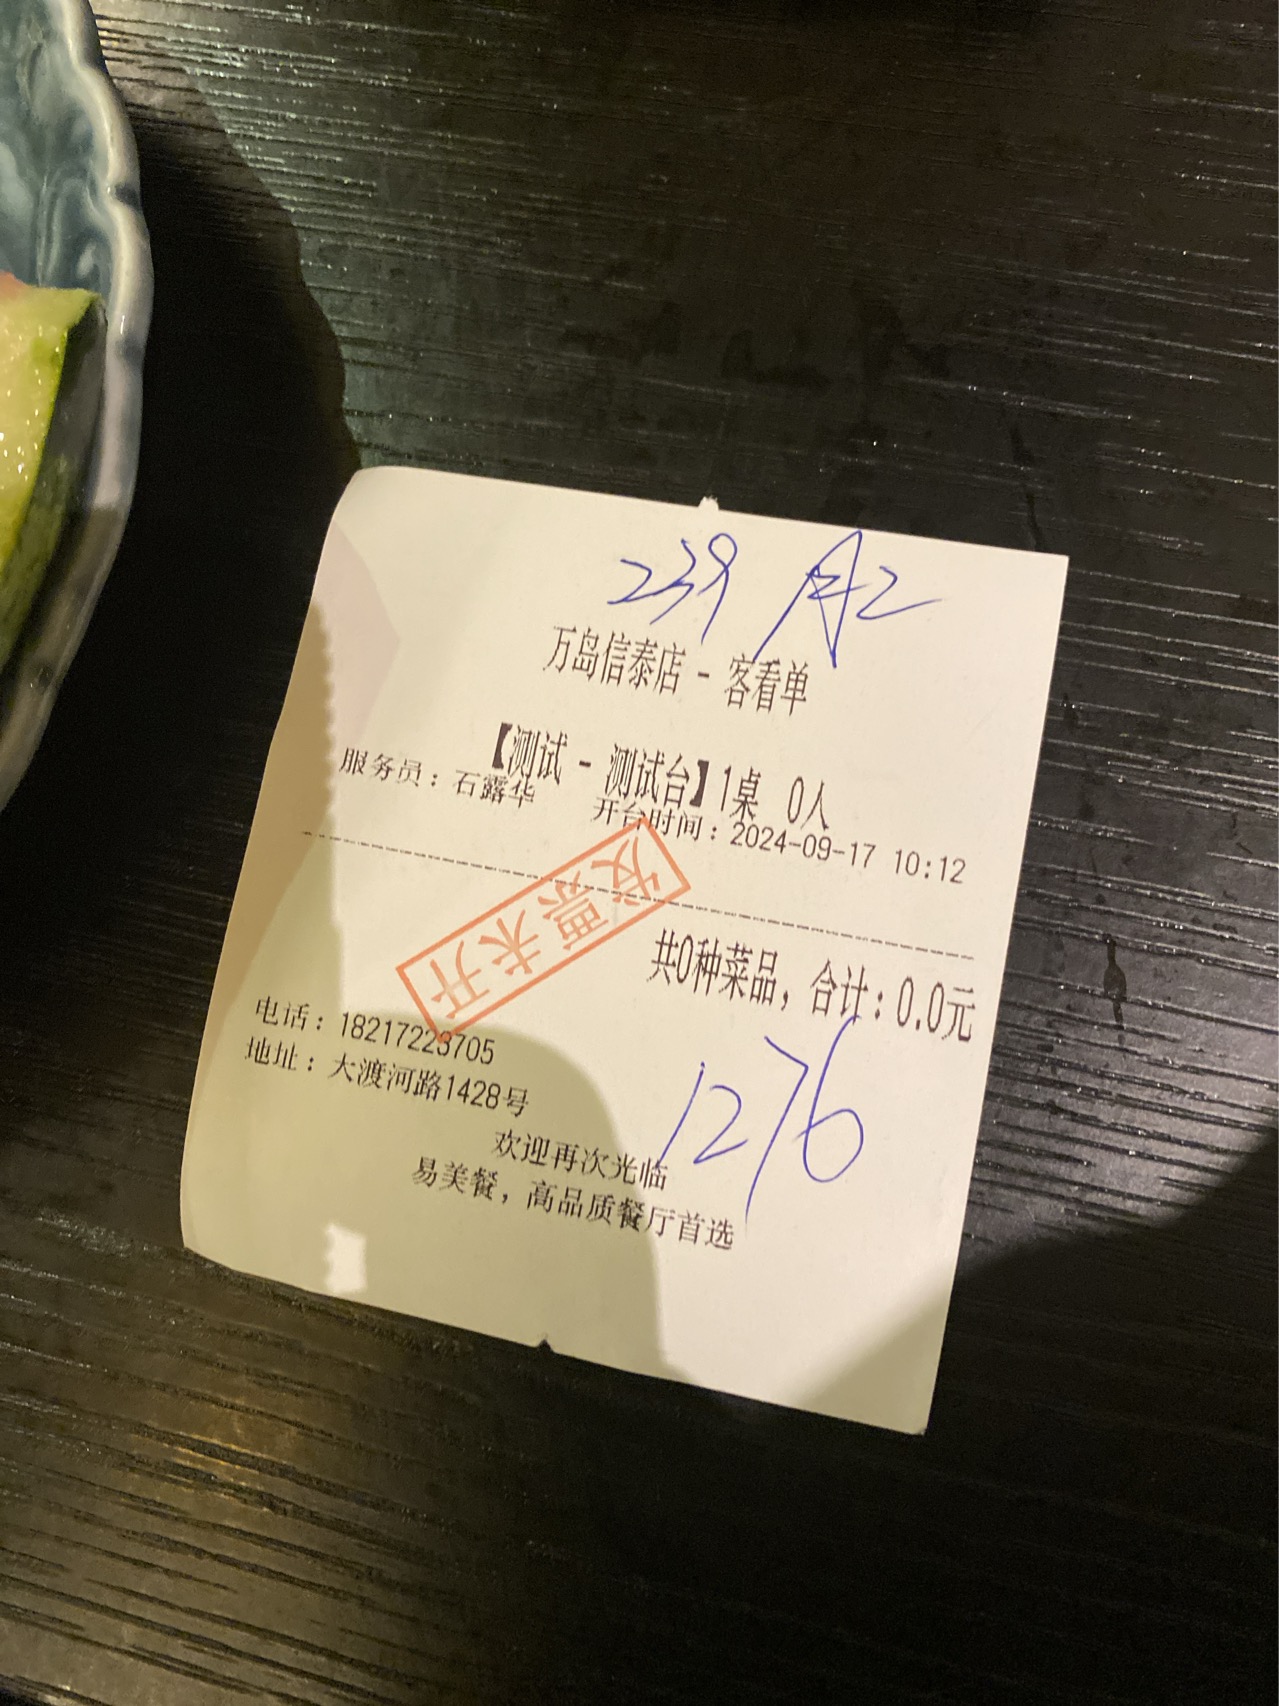 239 月2
万岛信泰店 - 客看单
【测试 - 测试台】1桌 0人
服务员：石露华 开台时间：2024-09-17 10:12
发票未开
共0种菜品，合计：0.0元
1276
电话：18217223705
地址：大渡河路1428号
欢迎再次光临
易美餐，高品质餐厅首选